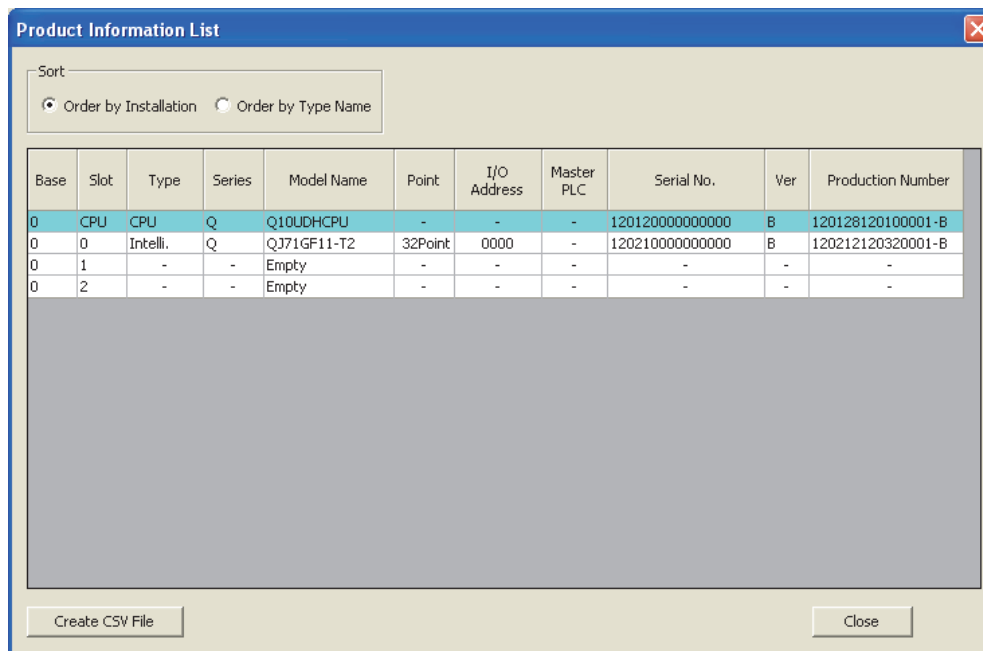 Product Information List
Sort
Order by Installation Order by Type Name
Base Slot Type Series Model Name Point I/O Address Master PLC Serial No. Ver Production Number
0 CPU CPU Q Q10UDHCPU - - - 120120000000000 B 120128120100001-B
0 0 Intelli. Q QJ71GF11-T2 32Point 0000 - 120210000000000 B 120212120320001-B
0 1 - - Empty - - - - - -
0 2 - - Empty - - - - - -
Create CSV File Close